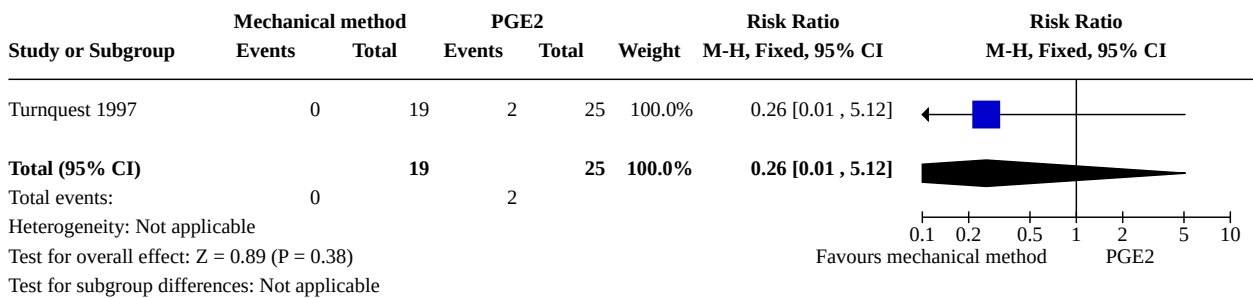 Mechanical method PGE2 Risk Ratio Risk Ratio
Study or Subgroup Events Total Events Total Weight M-H, Fixed, 95% CI M-H, Fixed, 95% CI
Turnquest 1997 0 19 2 25 100.0% 0.26 [0.01 , 5.12]
Total (95% CI) 19 25 100.0% 0.26 [0.01 , 5.12]
Total events: 0 2
Heterogeneity: Not applicable
0.1 0.2 0.5 1 2 5 10
Test for overall effect: Z = 0.89 (P = 0.38) Favours mechanical method PGE2
Test for subgroup differences: Not applicable